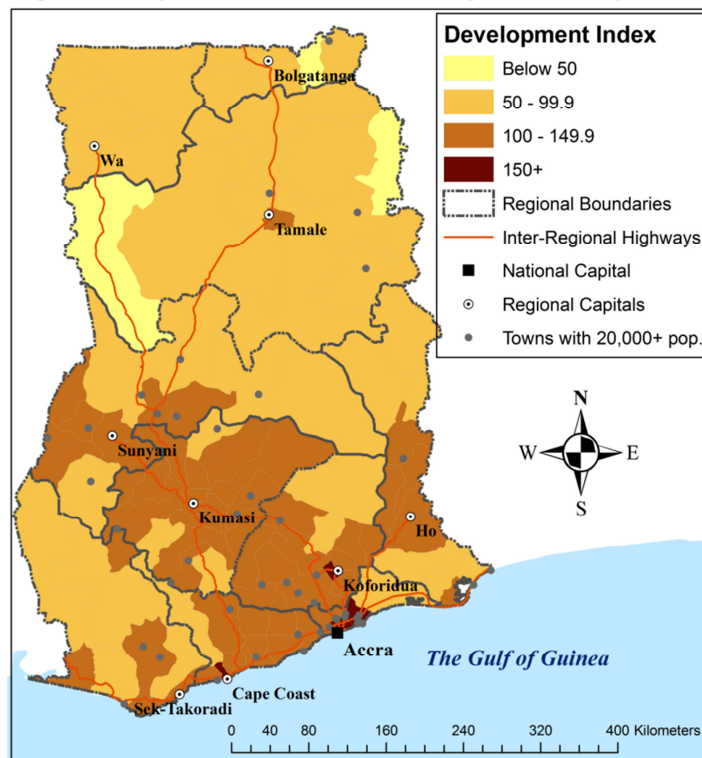 Development Index
Below 50
50 - 99.9
100 - 149.9
150+
Regional Boundaries
Inter-Regional Highways
National Capital
Regional Capitals
Towns with 20,000+ pop.
Bolgatanga
Wa
Tamale
N
W E
S
Sunyani
Kumasi
Ho
Koforidua
Accra
The Gulf of Guinea
Cape Coast
Sek-Takoradi
0 40 80 160 240 320 400 Kilometers